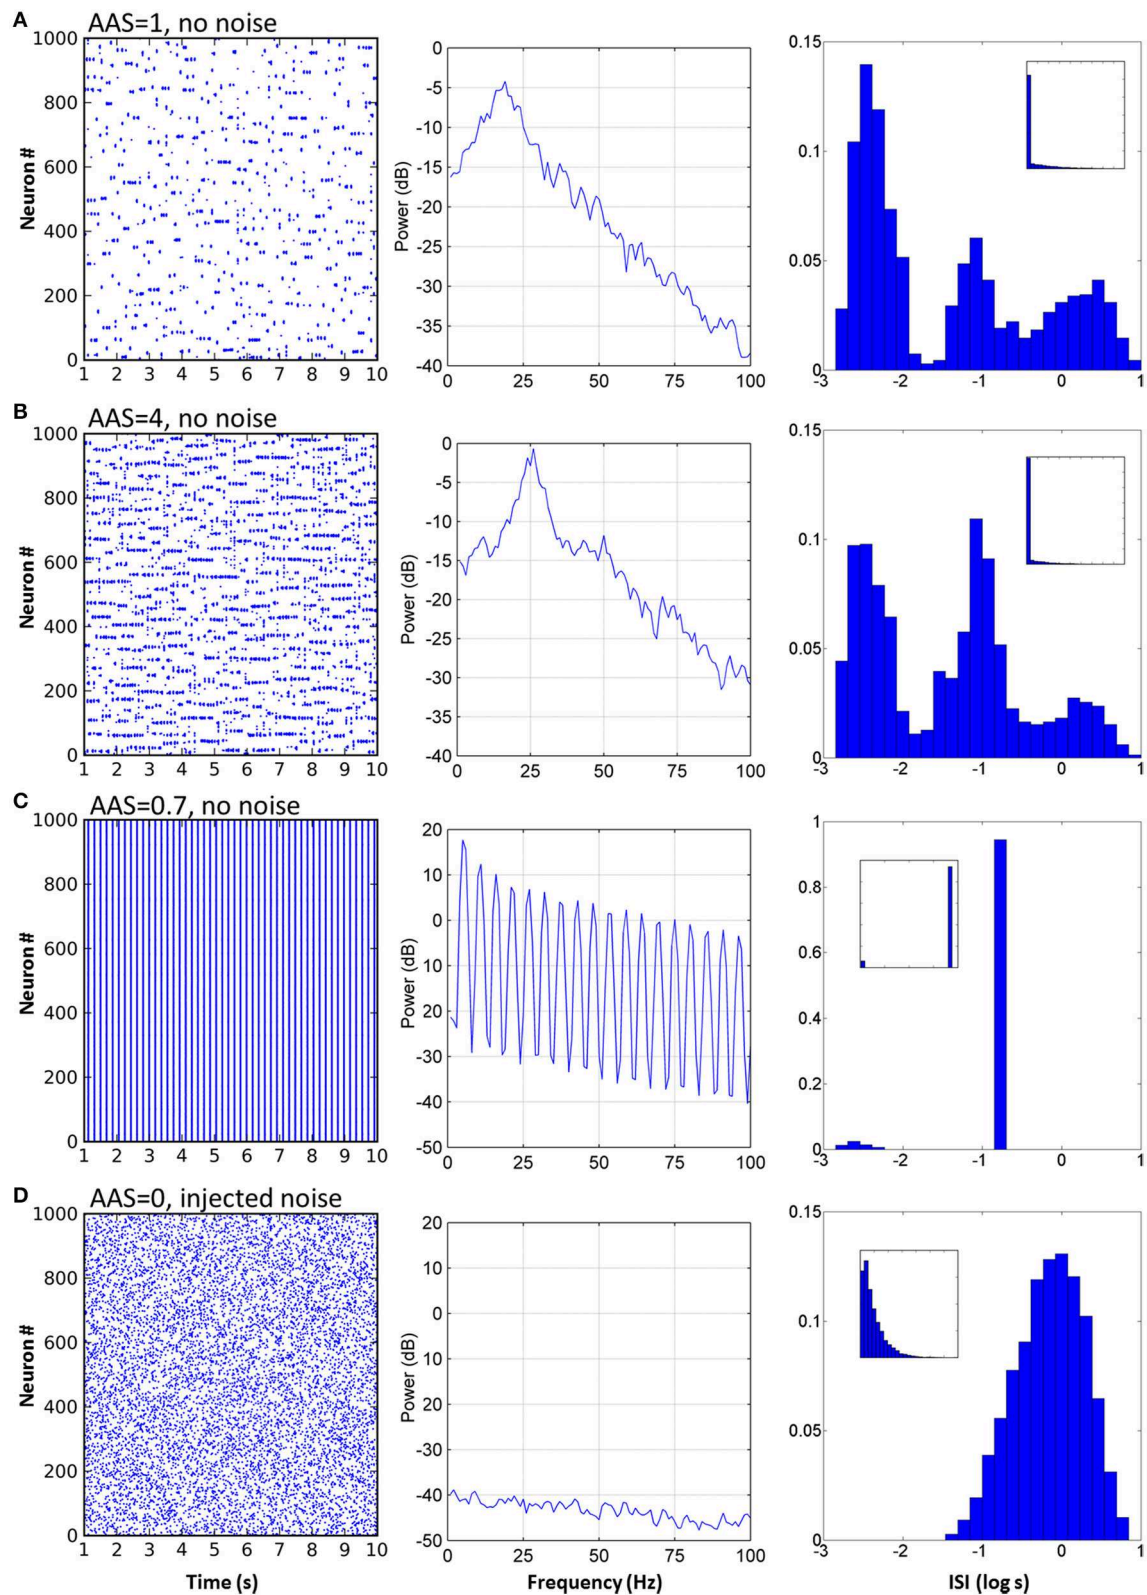 A
AAS=1, no noise
1000
800
600
400
200
0
Neuron #
1 2 3 4 5 6 7 8 9 10
0
-5
-10
-15
-20
-25
-30
-35
-40
Power (dB)
0 25 50 75 100
0.15
0.1
0.05
0
-3 -2 -1 0 1
B
AAS=4, no noise
1000
800
600
400
200
0
Neuron #
1 2 3 4 5 6 7 8 9 10
0
-5
-10
-15
-20
-25
-30
-35
-40
Power (dB)
0 25 50 75 100
0.15
0.1
0.05
0
-3 -2 -1 0 1
C
AAS=0.7, no noise
1000
800
600
400
200
0
Neuron #
1 2 3 4 5 6 7 8 9 10
20
10
0
10
20
-30
-40
-50
Power (dB)
0 25 50 75 100
1
0.8
0.6
0.4
0.2
0
-3 -2 -1 0 1
D
AAS=0, injected noise
1000
800
600
400
200
0
Neuron #
1 2 3 4 5 6 7 8 9 10
Time (s)
20
10
0
10
20
-30
-40
-50
Power (dB)
0 25 50 75 100
Frequency (Hz)
0.15
0.1
0.05
0
-3 -2 -1 0 1
ISI (log s)